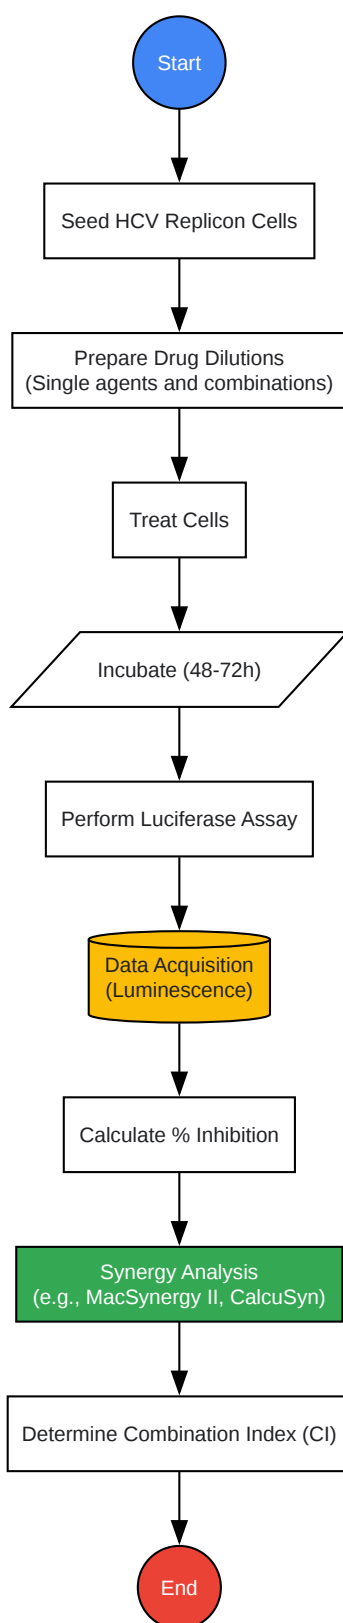 Start
Seed HCV Replicon Cells
Prepare Drug Dilutions
(Single agents and combinations)
Treat Cells
Incubate (48-72h)
Perform Luciferase Assay
Data Acquisition
(Luminescence)
Calculate % Inhibition
Synergy Analysis
(e.g., MacSynergy II, CalcuSyn)
Determine Combination Index (CI)
End